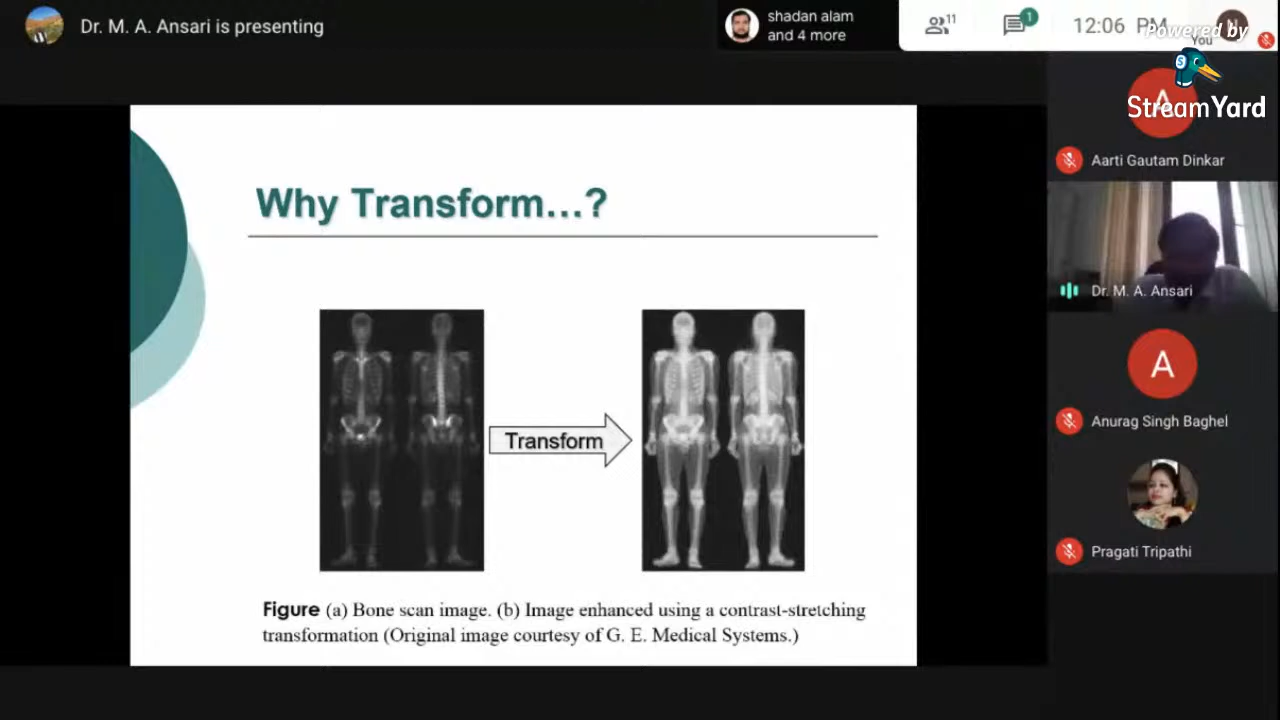 Dr. M. A. Ansari is presenting
shadan alam
and 4 more
11
1
12:06 PM
You
N
Powered by
S
StreamYard
A
Aarti Gautam Dinkar
Dr. M. A. Ansari
A
Anurag Singh Baghel
Pragati Tripathi
Why Transform...?
Transform
Figure (a) Bone scan image. (b) Image enhanced using a contrast-stretching
transformation (Original image courtesy of G. E. Medical Systems.)